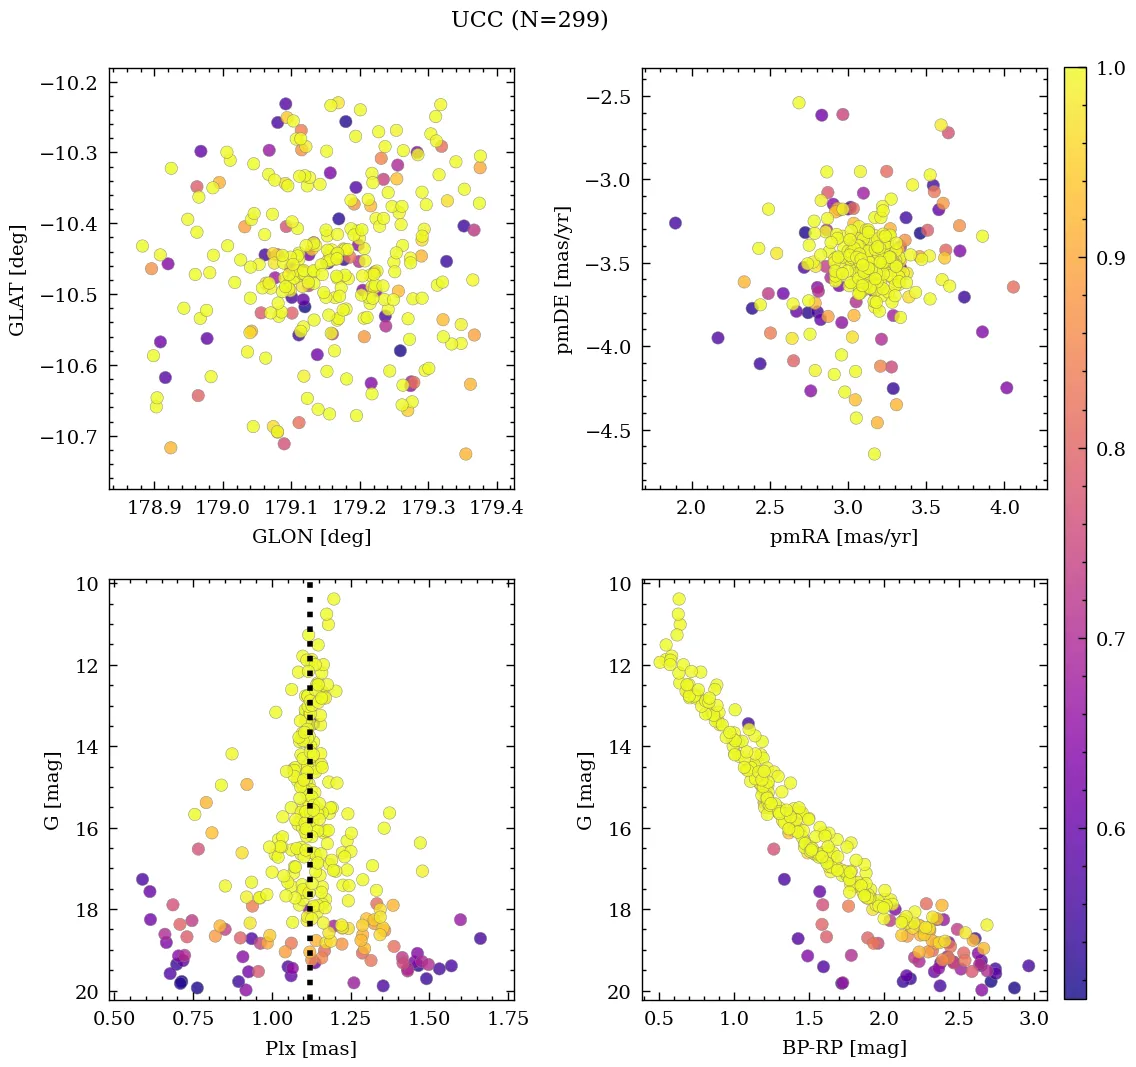 UCC (N=299)
−10.2
−10.3
−10.4
−10.5
−10.6
−10.7
GLAT [deg]
178.9 179.0 179.1 179.2 179.3 179.4
GLON [deg]
−2.5
−3.0
−3.5
−4.0
−4.5
pmDE [mas/yr]
2.0 2.5 3.0 3.5 4.0
pmRA [mas/yr]
10
12
14
16
18
20
G [mag]
0.50 0.75 1.00 1.25 1.50 1.75
Plx [mas]
10
12
14
16
18
20
G [mag]
0.5 1.0 1.5 2.0 2.5 3.0
BP-RP [mag]
1.0
0.9
0.8
0.7
0.6